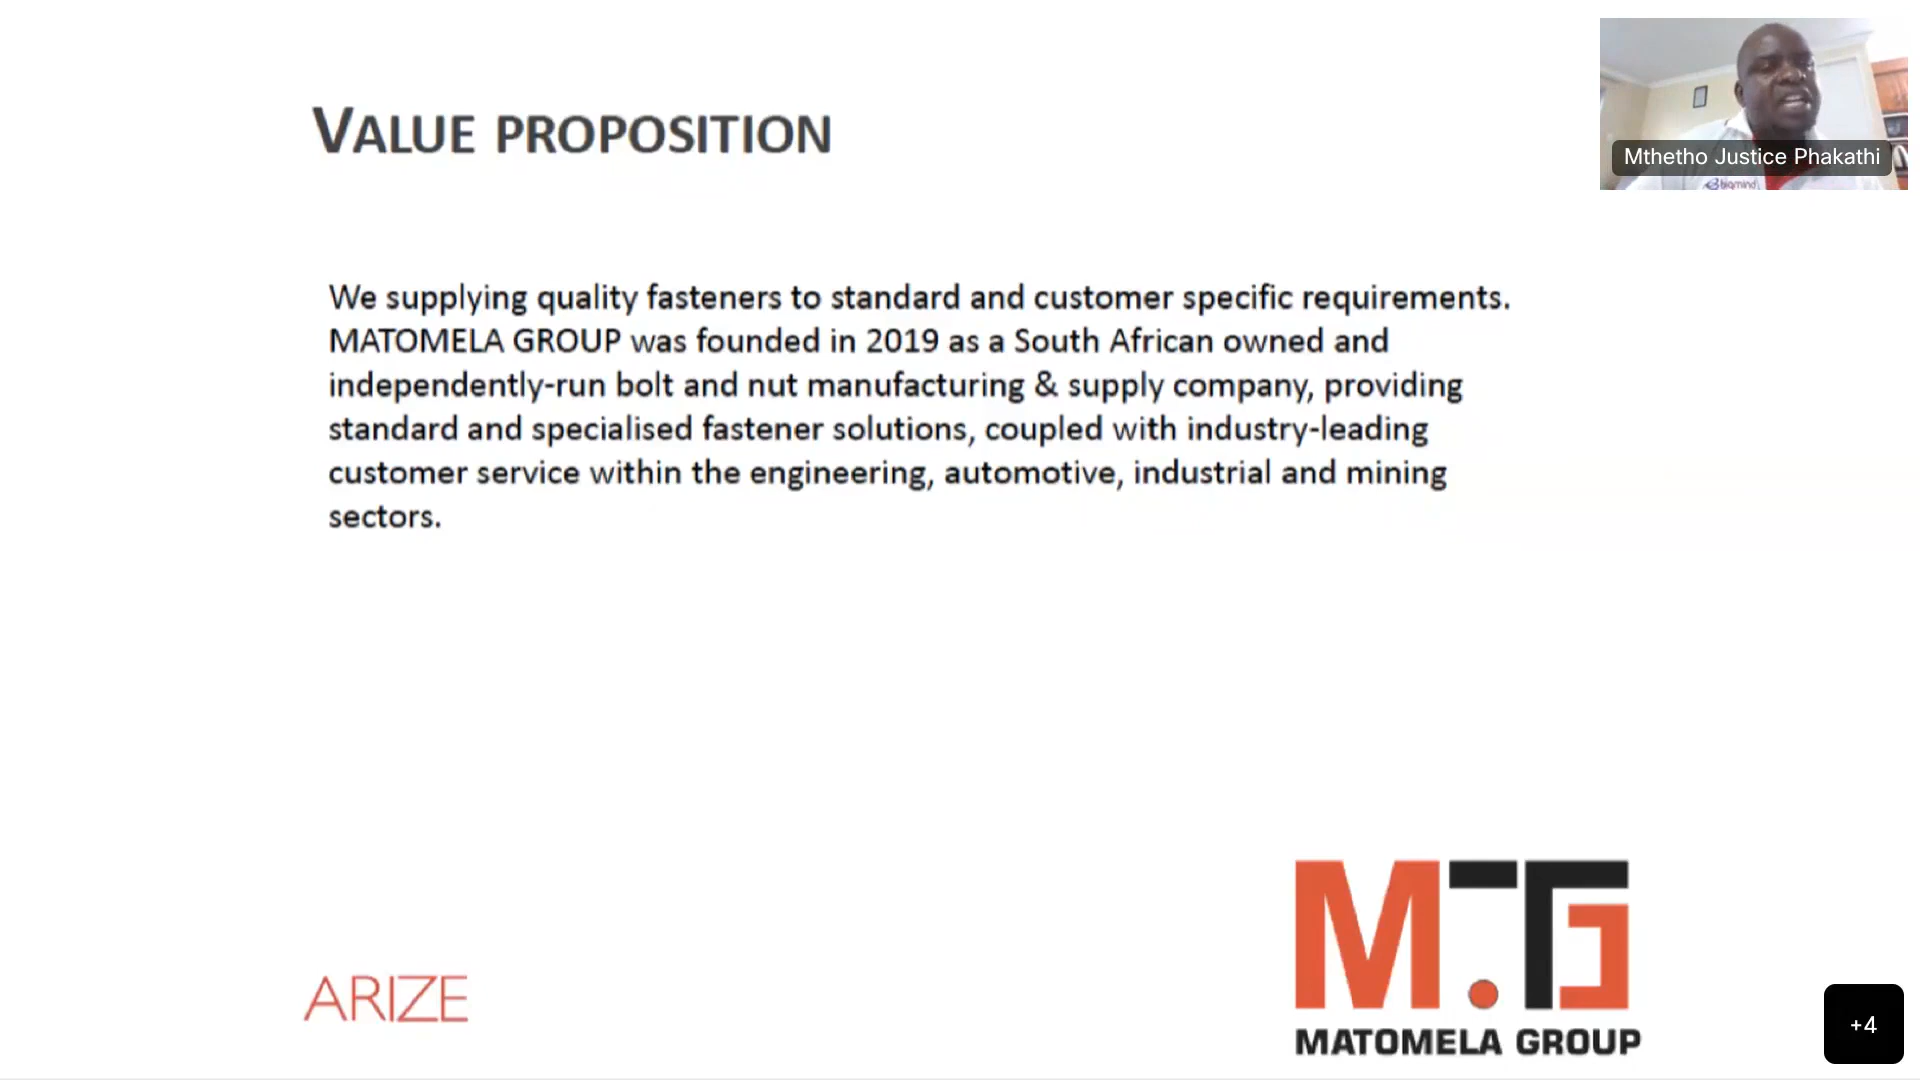 VALUE PROPOSITION
Mthetho Justice Phakathi
bigmind
We supplying quality fasteners to standard and customer specific requirements.
MATOMELA GROUP was founded in 2019 as a South African owned and
independently-run bolt and nut manufacturing & supply company, providing
standard and specialised fastener solutions, coupled with industry-leading
customer service within the engineering, automotive, industrial and mining
sectors.
ARIZE
M.TG
MATOMELA GROUP
+4